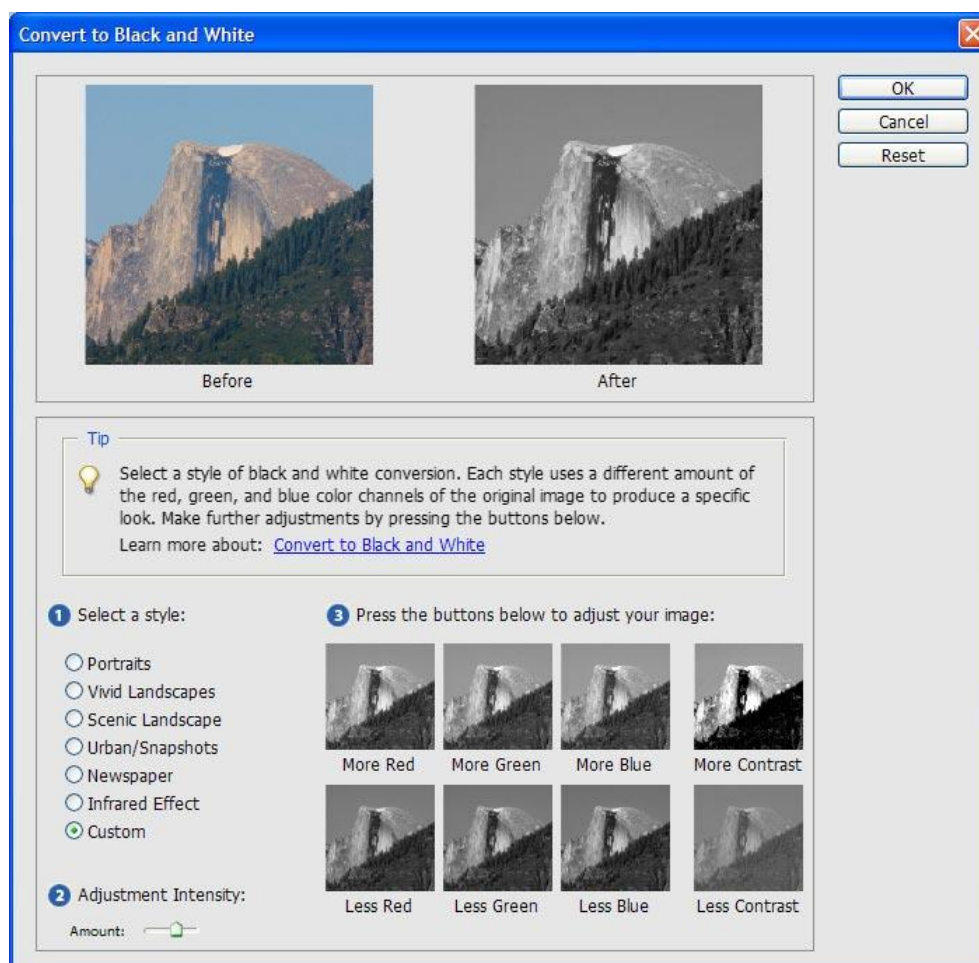 Convert to Black and White
OK
Cancel
Reset
Before
After
Tip
Select a style of black and white conversion. Each style uses a different amount of
the red, green, and blue color channels of the original image to produce a specific
look. Make further adjustments by pressing the buttons below.
Learn more about: Convert to Black and White
1 Select a style:
Portraits
Vivid Landscapes
Scenic Landscape
Urban/Snapshots
Newspaper
Infrared Effect
Custom
2 Adjustment Intensity:
Amount:
3 Press the buttons below to adjust your image:
More Red
More Green
More Blue
More Contrast
Less Red
Less Green
Less Blue
Less Contrast